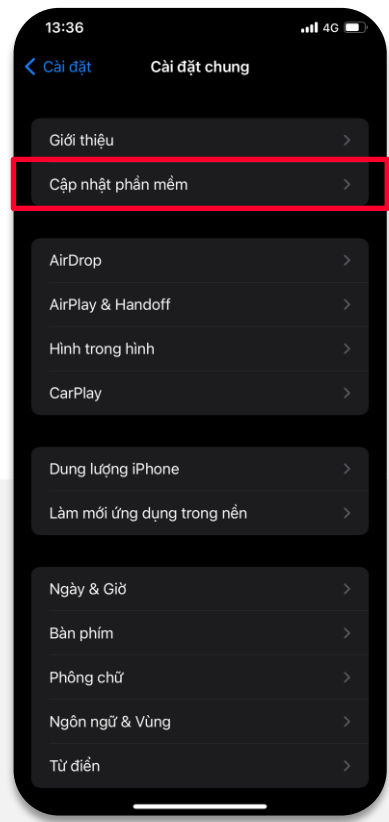 13:36
4G
Cài đặt
Cài đặt chung
Giới thiệu
Cập nhật phần mềm
AirDrop
AirPlay & Handoff
Hình trong hình
CarPlay
Dung lượng iPhone
Làm mới ứng dụng trong nền
Ngày & Giờ
Bàn phím
Phông chữ
Ngôn ngữ & Vùng
Từ điển